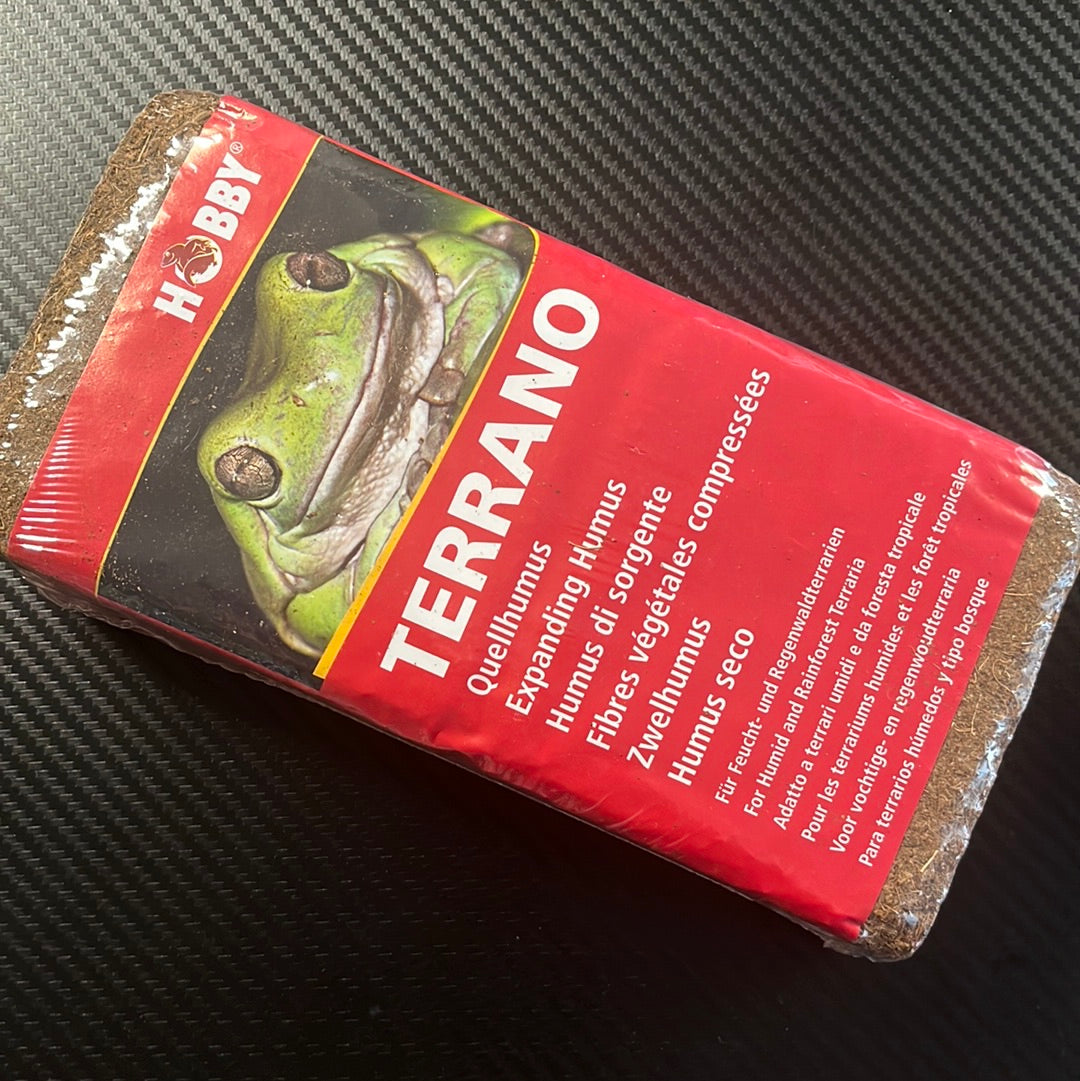 HOBBY®
TERRANO
Quellhumus
Expanding Humus
Humus di sorgente
Fibres végétales compressées
Zwelhumus
Humus seco
Für Feucht- und Regenwaldterrarien
For Humid and Rainforest Terraria
Adatto a terrari umidi e da foresta tropicale
Pour les terrariums humides et les forêt tropicales
Voor vochtige- en regenwoudterraria
Para terrarios húmedos y tipo bosque